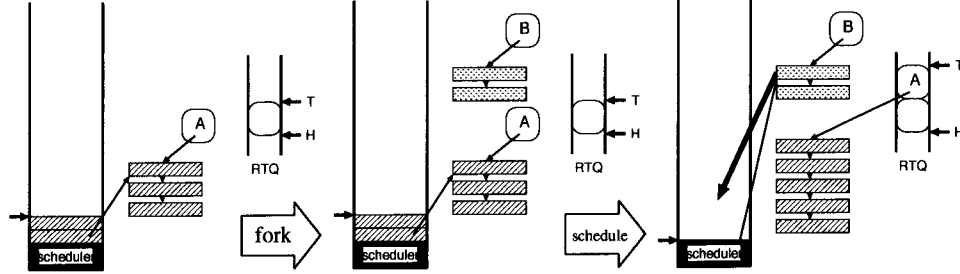 A
T
H
RTQ
scheduler
fork
B
A
T
H
RTQ
scheduler
schedule
B
A
T
H
RTQ
scheduler